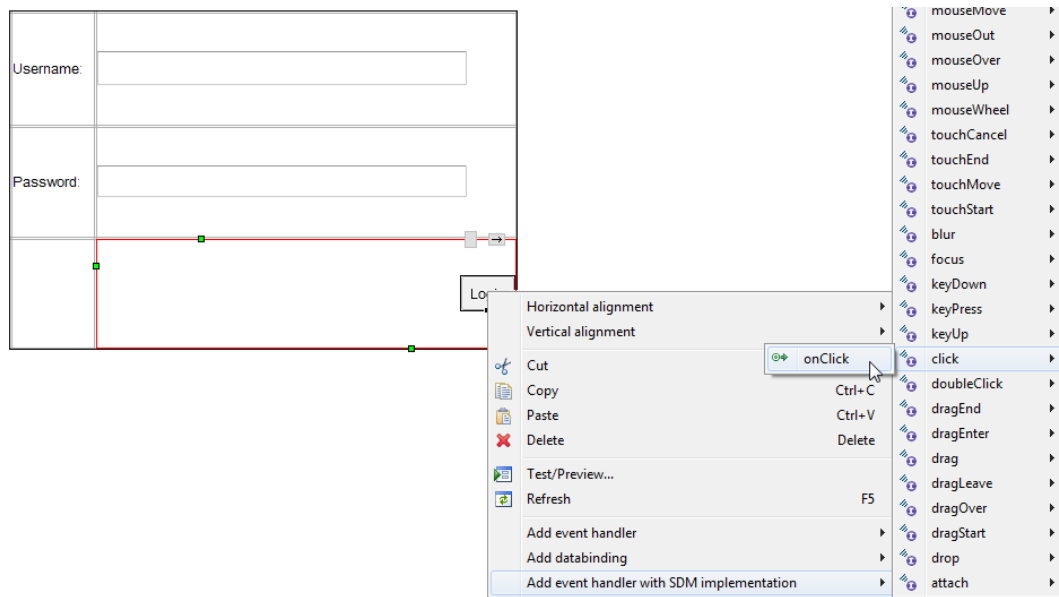 Username:
Password:
Horizontal alignment
Vertical alignment
Cut
Copy Ctrl+C
Paste Ctrl+V
Delete Delete
Test/Preview...
Refresh F5
Add event handler
Add databinding
Add event handler with SDM implementation
onClick
mouseMove
mouseOut
mouseOver
mouseUp
mouseWheel
touchCancel
touchEnd
touchMove
touchStart
blur
focus
keyDown
keyPress
keyUp
click
doubleClick
dragEnd
dragEnter
drag
dragLeave
dragOver
dragStart
drop
attach